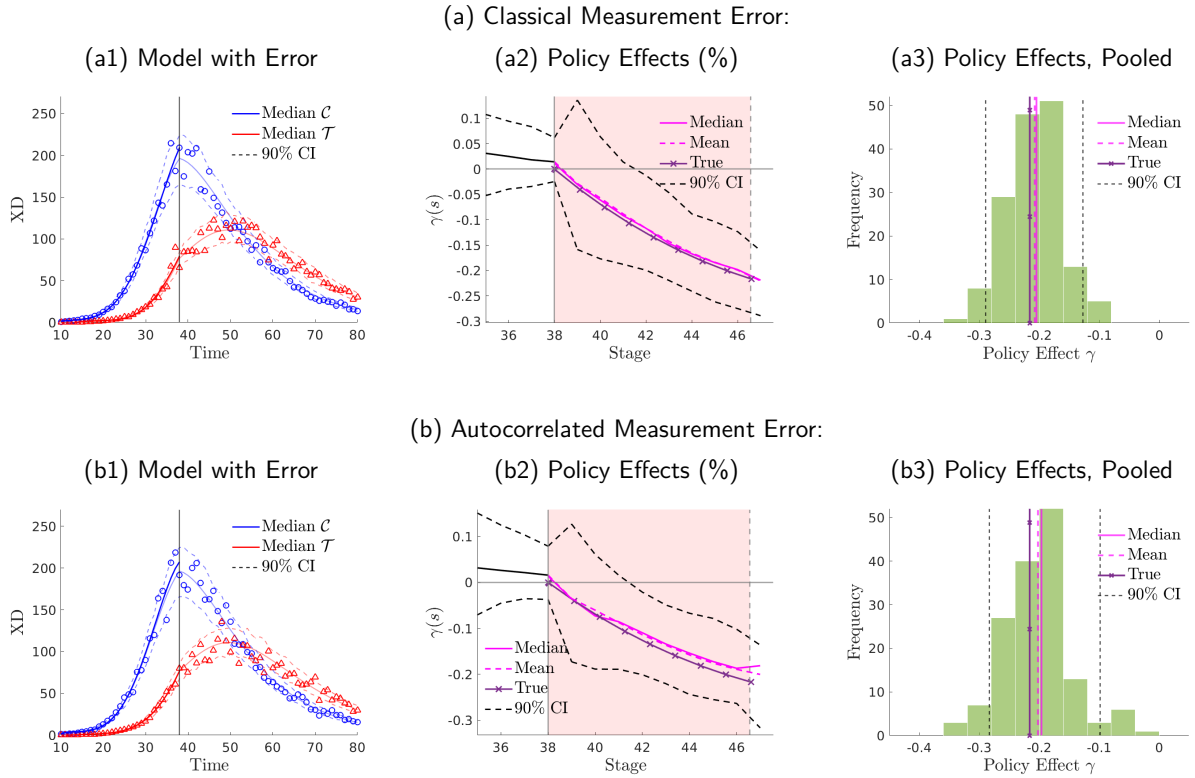 (a) Classical Measurement Error:
(a1) Model with Error
(a2) Policy Effects (%)
(a3) Policy Effects, Pooled
250
200
150
100
50
0
XD
10 20 30 40 50 60 70 80
Time
Median 𝒞
Median 𝒯
90% CI
0.1
0.05
0
-0.05
-0.1
-0.15
-0.2
-0.25
-0.3
γ(s)
36 38 40 42 44 46
Stage
Median
Mean
True
90% CI
50
40
30
20
10
0
Frequency
-0.4 -0.3 -0.2 -0.1 0
Policy Effect γ
Median
Mean
True
90% CI
(b) Autocorrelated Measurement Error:
(b1) Model with Error
(b2) Policy Effects (%)
(b3) Policy Effects, Pooled
250
200
150
100
50
0
XD
10 20 30 40 50 60 70 80
Time
Median 𝒞
Median 𝒯
90% CI
0.1
0
-0.1
-0.2
-0.3
γ(s)
36 38 40 42 44 46
Stage
Median
Mean
True
90% CI
50
40
30
20
10
0
Frequency
-0.4 -0.3 -0.2 -0.1 0
Policy Effect γ
Median
Mean
True
90% CI